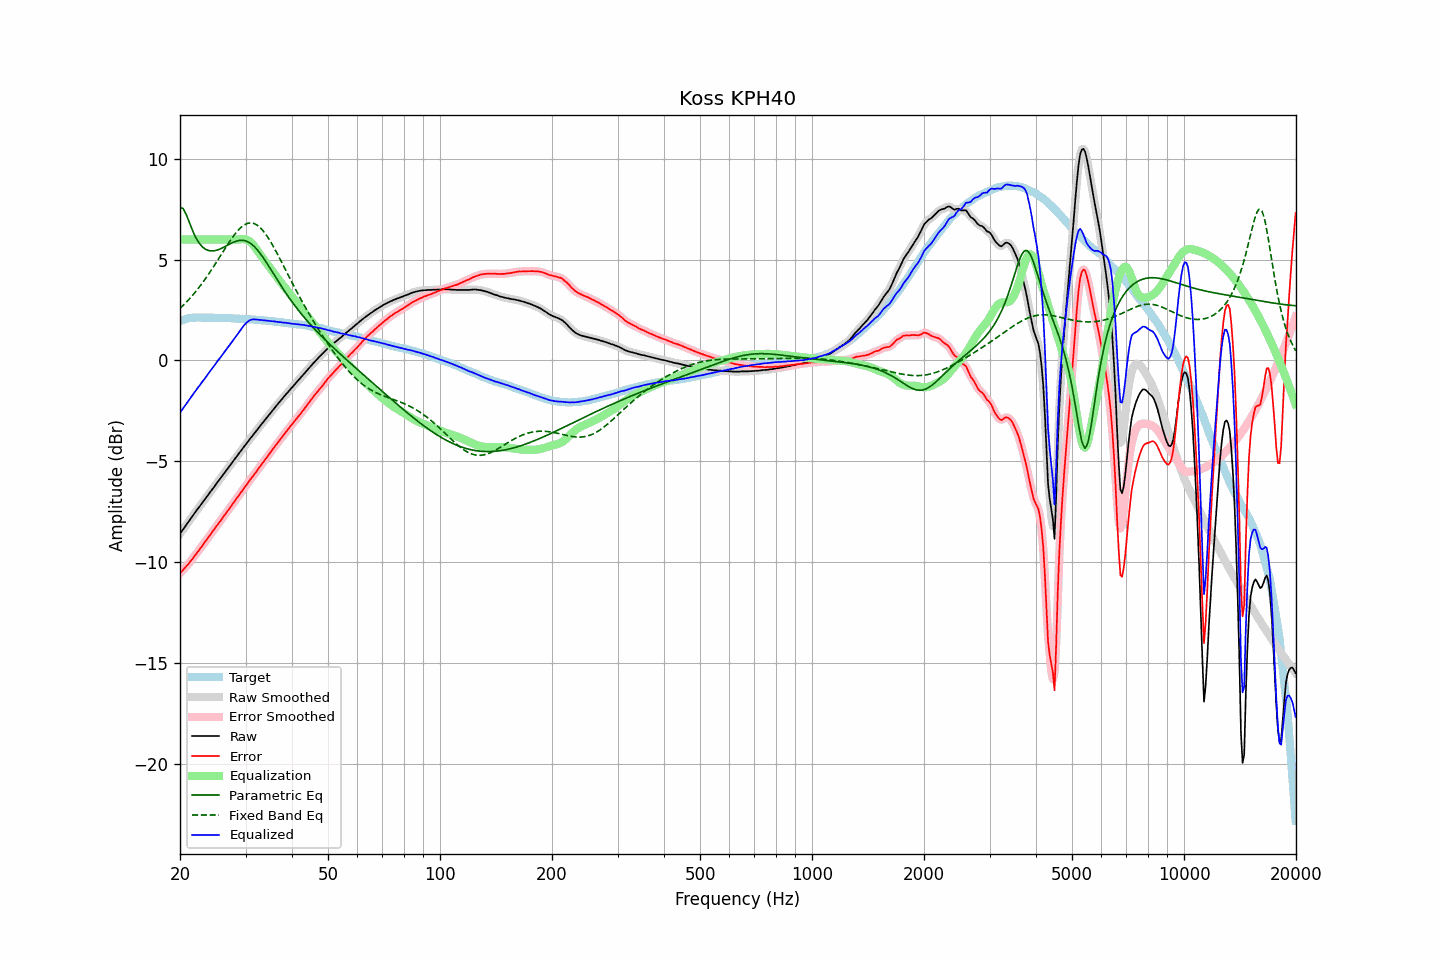 Koss KPH40
Amplitude (dBr)
10
5
0
−5
−10
−15
−20
Target
Raw Smoothed
Error Smoothed
Raw
Error
Equalization
Parametric Eq
Fixed Band Eq
Equalized
20 50 100 200 500 1000 2000 5000 10000 20000
Frequency (Hz)